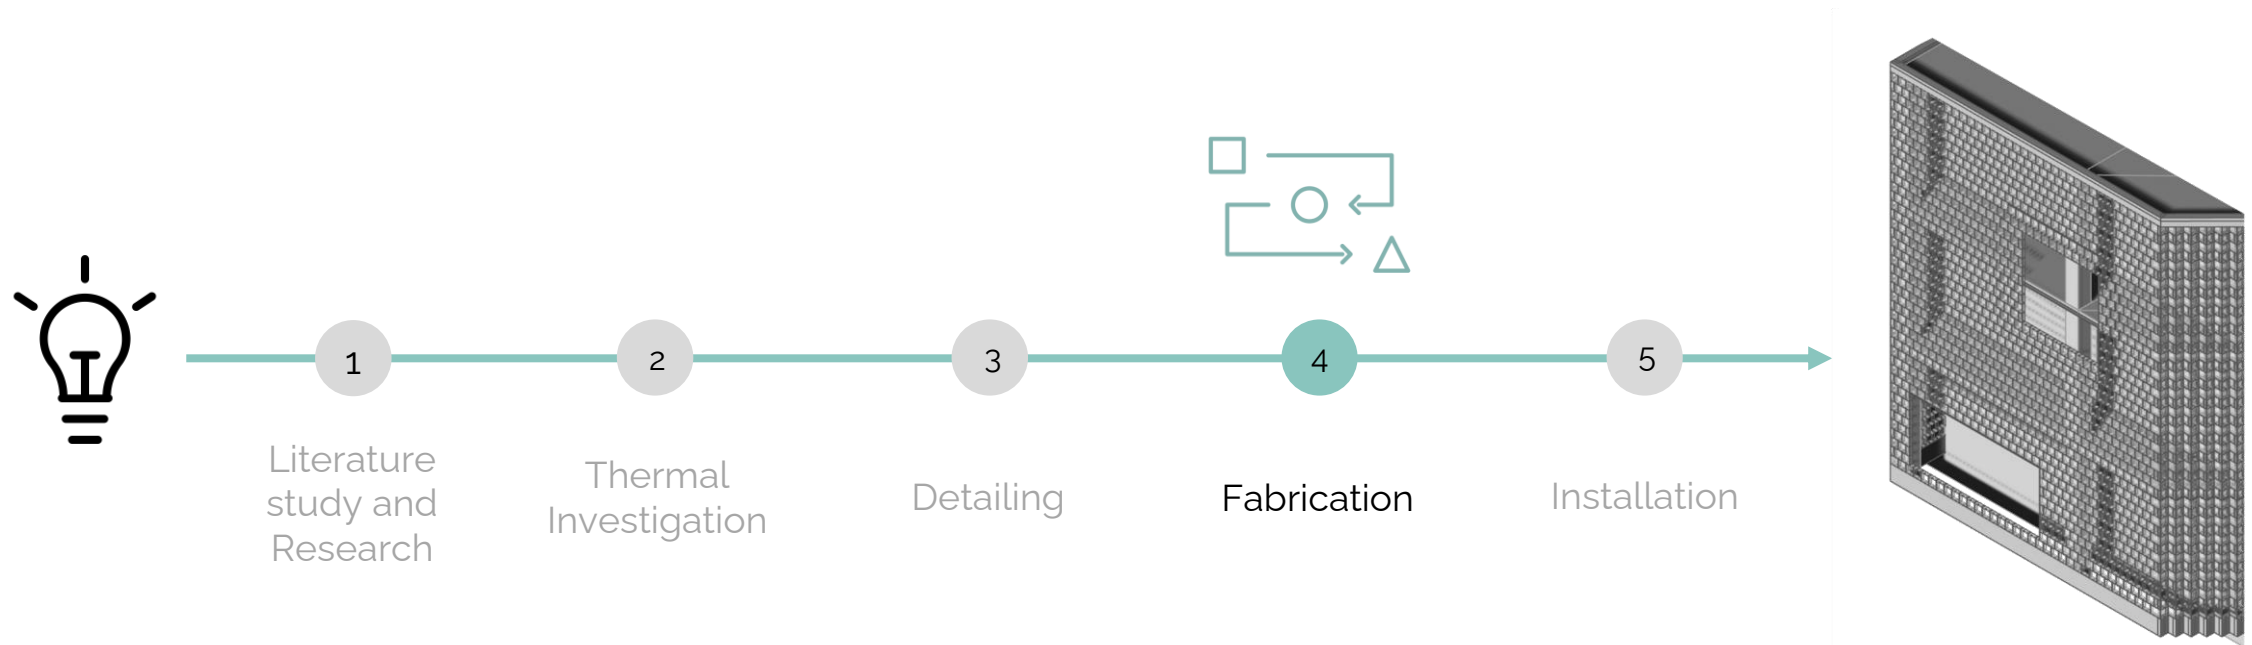 1
2
3
4
5
Literature
study and
Research
Thermal
Investigation
Detailing
Fabrication
Installation